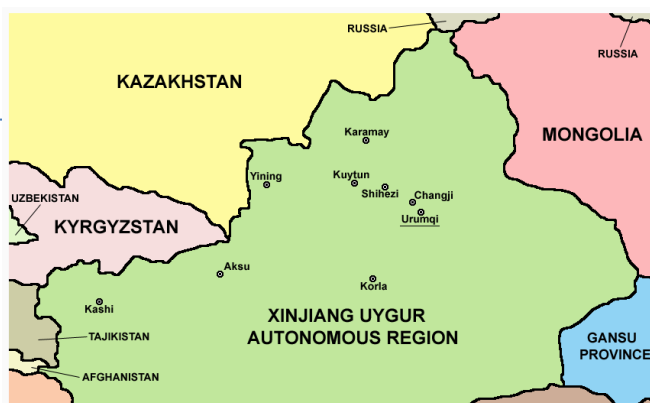 RUSSIA
RUSSIA
KAZAKHSTAN
MONGOLIA
Karamay
Yining
Kuytun
Shihezi
Changji
Urumqi
UZBEKISTAN
KYRGYZSTAN
Aksu
Korla
Kashi
XINJIANG UYGUR
AUTONOMOUS REGION
TAJIKISTAN
GANSU
PROVINCE
AFGHANISTAN